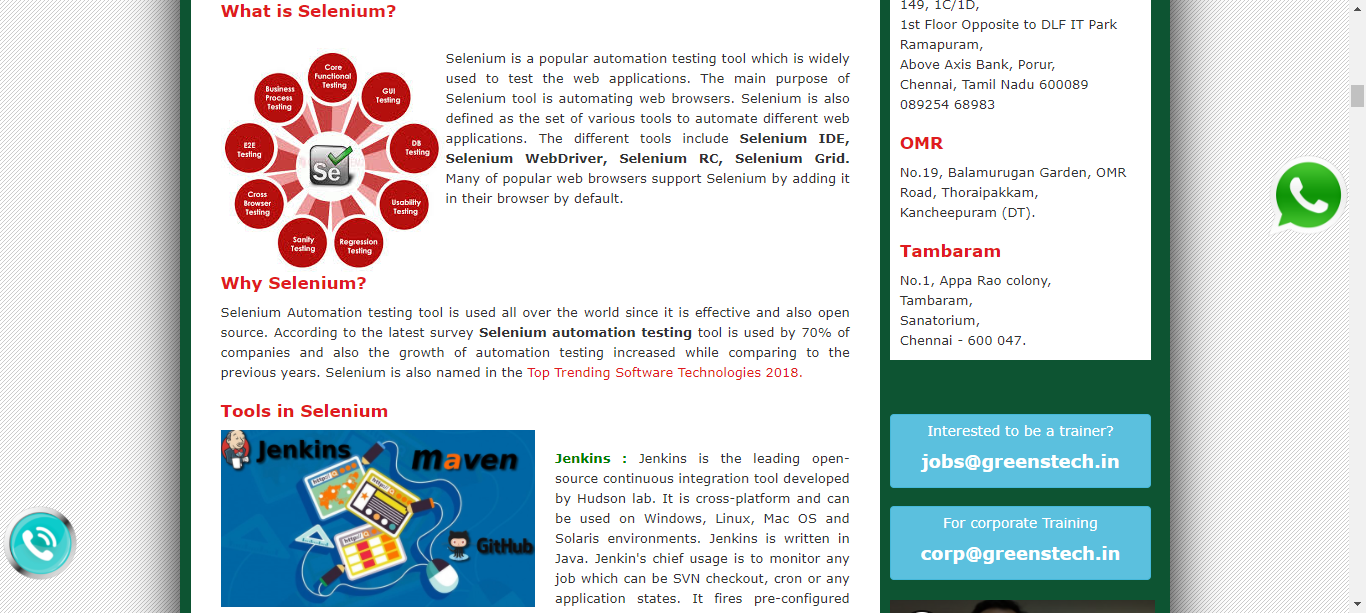 What is Selenium?
Core
Functional
Testing
Business
Process
Testing
GUI
Testing
E2E
Testing
DB
Testing
Se
Cross
Browser
Testing
Usability
Testing
Sanity
Testing
Regression
Testing
Selenium is a popular automation testing tool which is widely
used to test the web applications. The main purpose of
Selenium tool is automating web browsers. Selenium is also
defined as the set of various tools to automate different web
applications. The different tools include Selenium IDE,
Selenium WebDriver, Selenium RC, Selenium Grid.
Many of popular web browsers support Selenium by adding it
in their browser by default.
Why Selenium?
Selenium Automation testing tool is used all over the world since it is effective and also open
source. According to the latest survey Selenium automation testing tool is used by 70% of
companies and also the growth of automation testing increased while comparing to the
previous years. Selenium is also named in the Top Trending Software Technologies 2018.
Tools in Selenium
Jenkins
maven
http://
http://
http://
GitHub
Jenkins : Jenkins is the leading open-
source continuous integration tool developed
by Hudson lab. It is cross-platform and can
be used on Windows, Linux, Mac OS and
Solaris environments. Jenkins is written in
Java. Jenkin's chief usage is to monitor any
job which can be SVN checkout, cron or any
application states. It fires pre-configured
149, 1C/1D,
1st Floor Opposite to DLF IT Park
Ramapuram,
Above Axis Bank, Porur,
Chennai, Tamil Nadu 600089
089254 68983
OMR
No.19, Balamurugan Garden, OMR
Road, Thoraipakkam,
Kancheepuram (DT).
Tambaram
No.1, Appa Rao colony,
Tambaram,
Sanatorium,
Chennai - 600 047.
Interested to be a trainer?
jobs@greenstech.in
For corporate Training
corp@greenstech.in